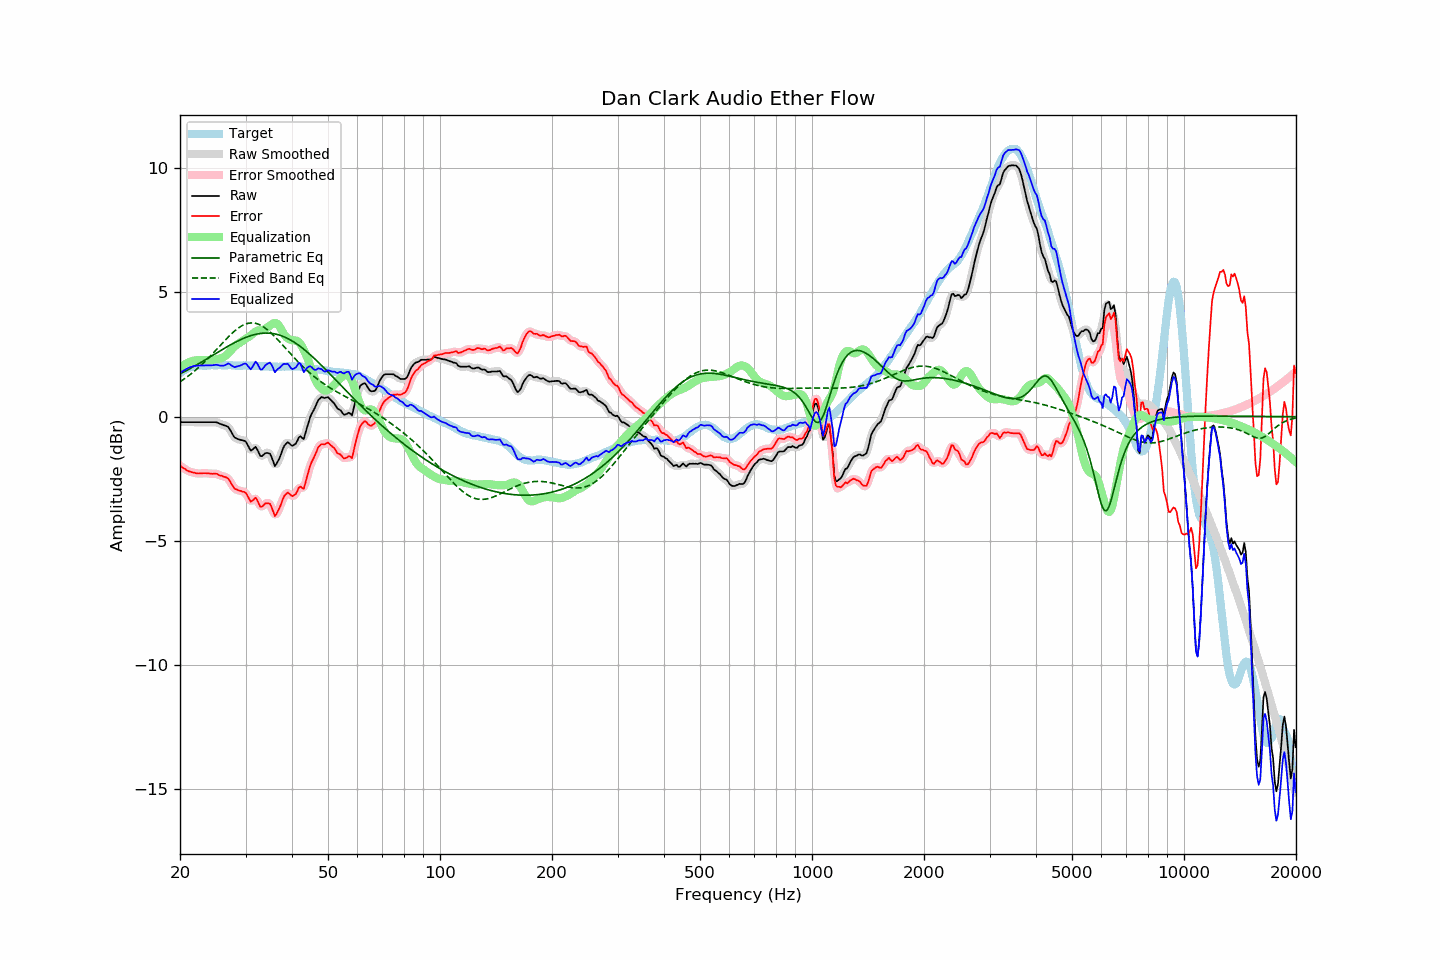 Dan Clark Audio Ether Flow
Target
Raw Smoothed
Error Smoothed
Raw
Error
Equalization
Parametric Eq
Fixed Band Eq
Equalized
10
5
0
−5
−10
−15
Amplitude (dBr)
20 50 100 200 500 1000 2000 5000 10000 20000
Frequency (Hz)